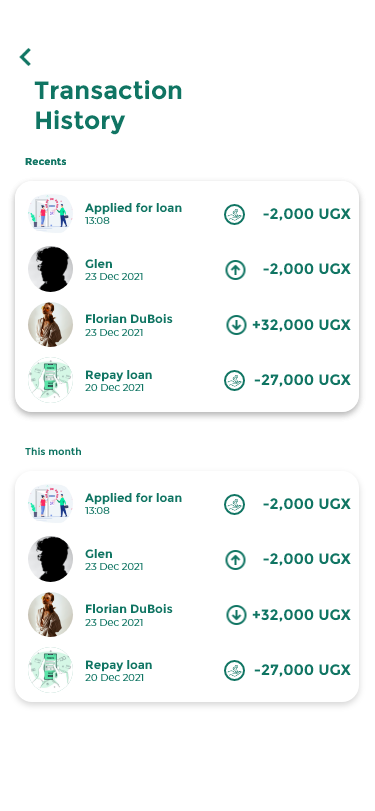 Transaction
History
Recents
Applied for loan
13:08
-2,000 UGX
Glen
23 Dec 2021
-2,000 UGX
Florian DuBois
23 Dec 2021
+32,000 UGX
Repay loan
20 Dec 2021
-27,000 UGX
This month
Applied for loan
13:08
-2,000 UGX
Glen
23 Dec 2021
-2,000 UGX
Florian DuBois
23 Dec 2021
+32,000 UGX
Repay loan
20 Dec 2021
-27,000 UGX